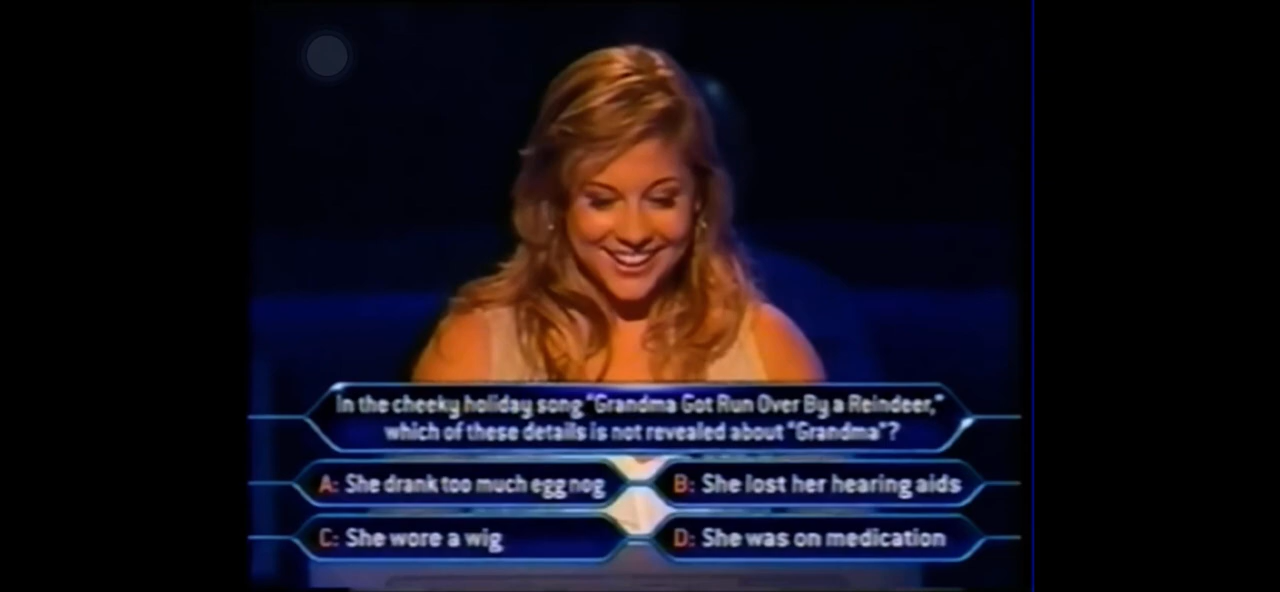 In the cheeky holiday song "Grandma Got Run Over By a Reindeer,"
which of these details is not revealed about "Grandma"?
A: She drank too much egg nog
B: She lost her hearing aids
C: She wore a wig
D: She was on medication